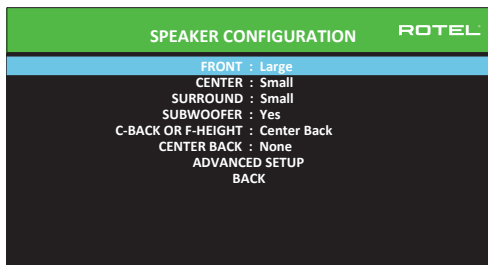 SPEAKER CONFIGURATION ROTEL
FRONT : Large
CENTER : Small
SURROUND : Small
SUBWOOFER : Yes
C-BACK OR F-HEIGHT : Center Back
CENTER BACK : None
ADVANCED SETUP
BACK